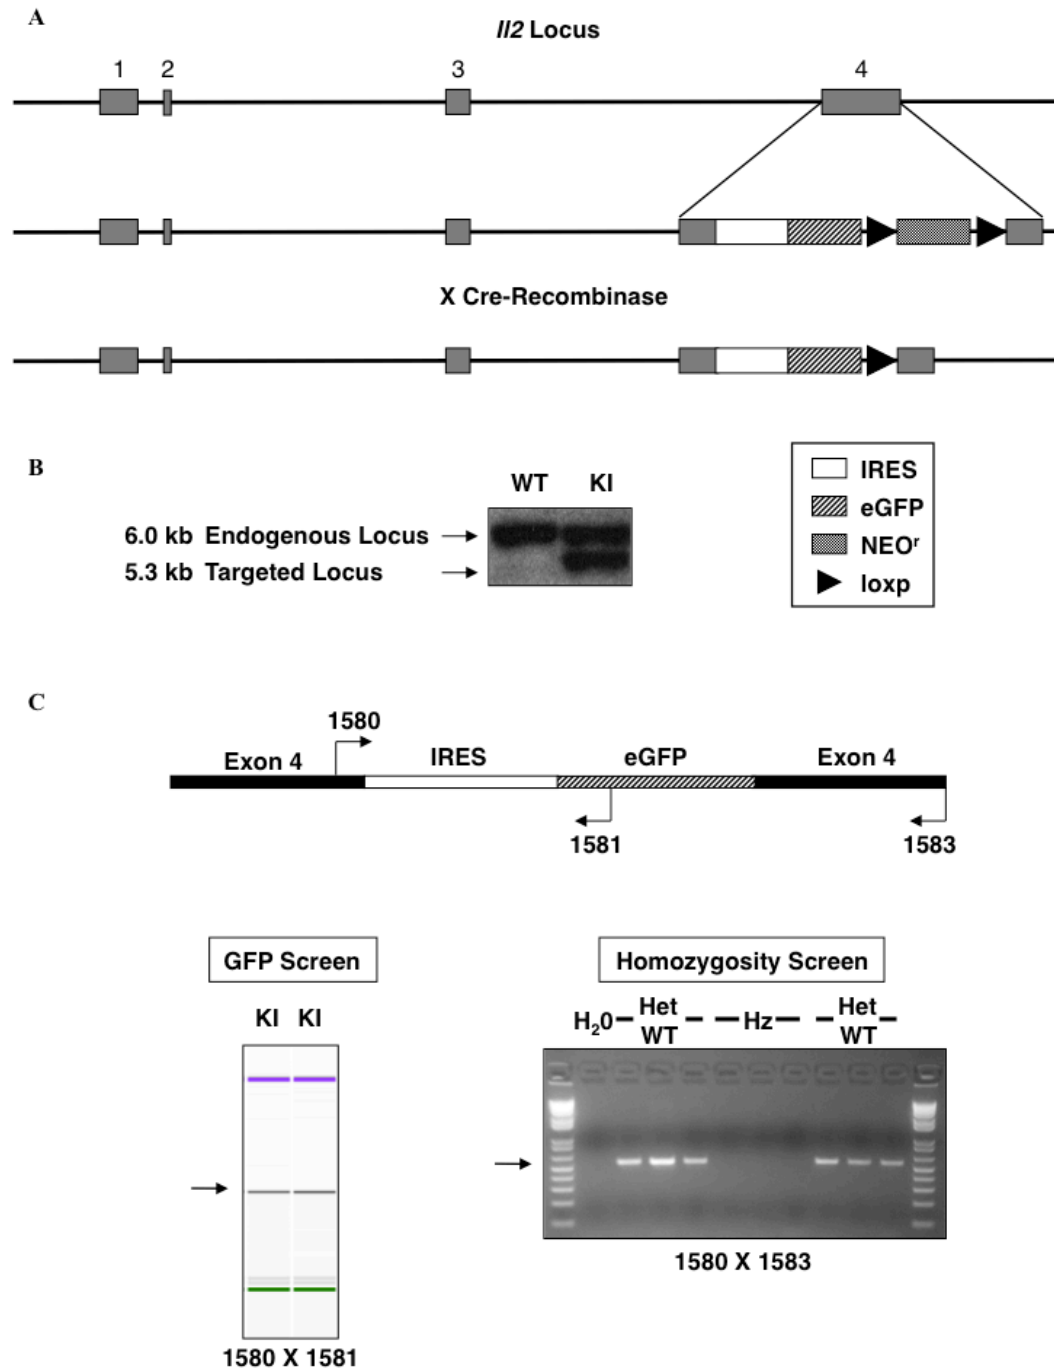 A
Il2 Locus
1 2 3 4
X Cre-Recombinase
B
WT KI
6.0 kb Endogenous Locus
5.3 kb Targeted Locus
IRES
eGFP
NEOr
loxp
C
1580
Exon 4 IRES eGFP Exon 4
1581 1583
GFP Screen
Homozygosity Screen
KI KI
H20 Het WT Hz Het WT
1580 X 1583
1580 X 1581